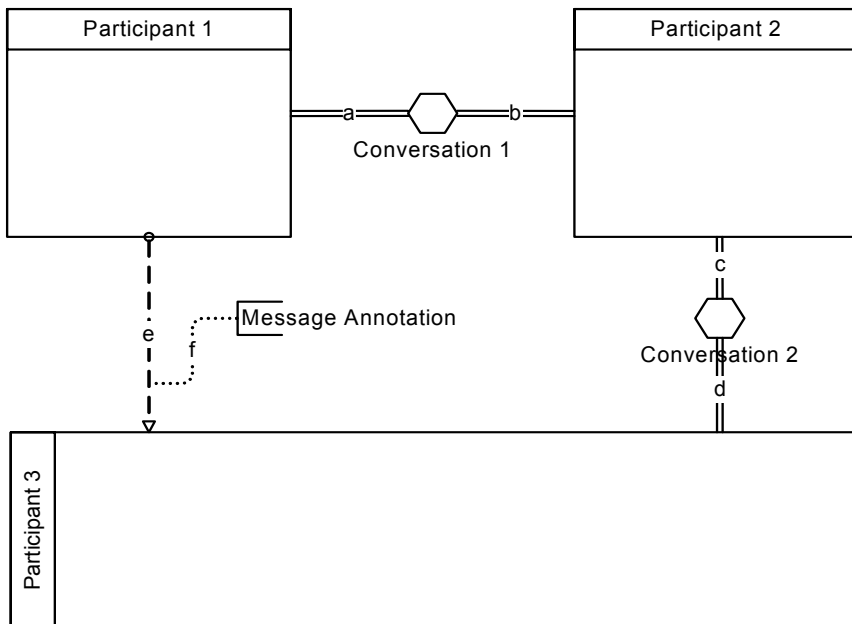 Participant 1
Participant 2
a
b
Conversation 1
c
Message Annotation
e
f
Conversation 2
d
Participant 3